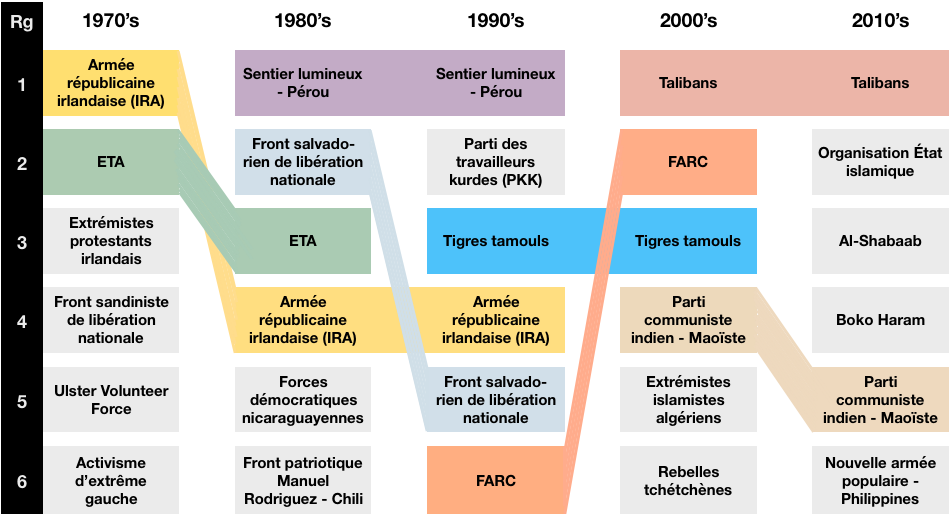 Rg 1970’s 1980’s 1990’s 2000’s 2010’s
1
Armée
républicaine
irlandaise (IRA)
Sentier lumineux
- Pérou
Sentier lumineux
- Pérou
Talibans
Talibans
2
ETA
Front salvado-
rien de libération
nationale
Parti des
travailleurs
kurdes (PKK)
FARC
Organisation État
islamique
3
Extrémistes
protestants
irlandais
ETA
Tigres tamouls
Tigres tamouls
Al-Shabaab
4
Front sandiniste
de libération
nationale
Armée
républicaine
irlandaise (IRA)
Armée
républicaine
irlandaise (IRA)
Parti
communiste
indien - Maoïste
Boko Haram
5
Ulster Volunteer
Force
Forces
démocratiques
nicaraguayennes
Front salvado-
rien de libération
nationale
Extrémistes
islamistes
algériens
Parti
communiste
indien - Maoïste
6
Activisme
d’extrême
gauche
Front patriotique
Manuel
Rodriguez - Chili
FARC
Rebelles
tchétchènes
Nouvelle armée
populaire -
Philippines